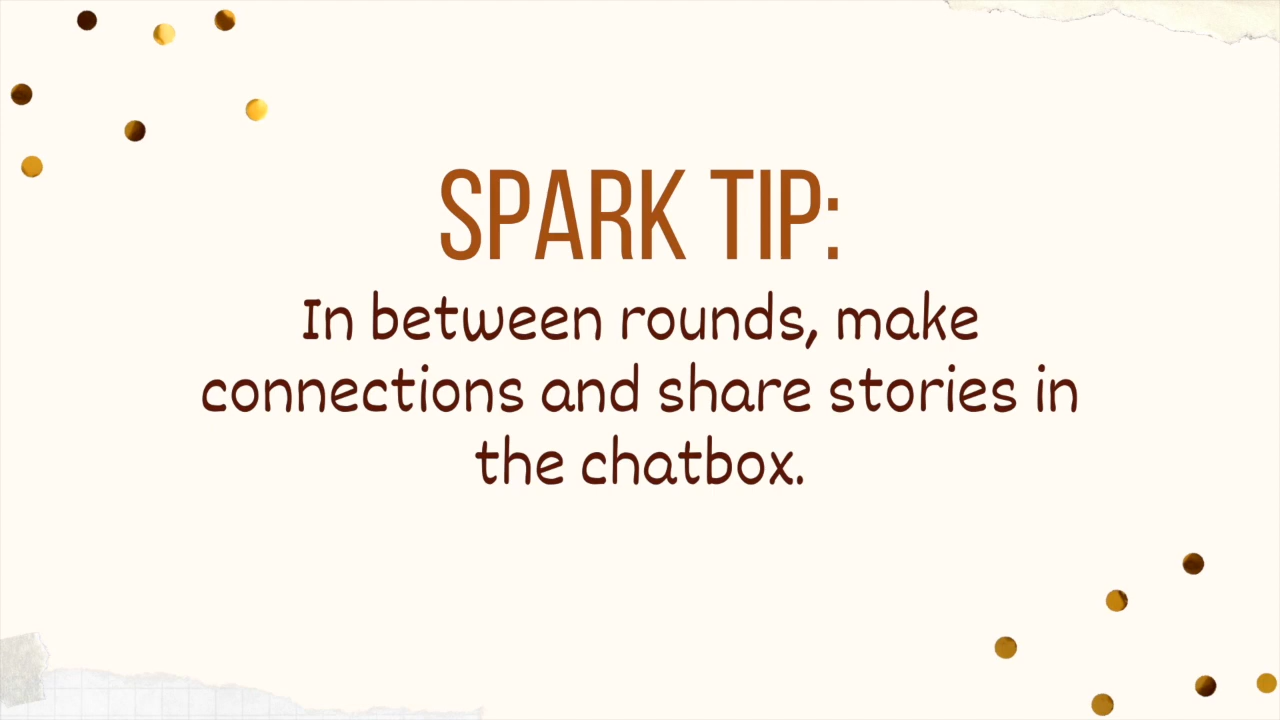 SPARK TIP:
In between rounds, make
connections and share stories in
the chatbox.